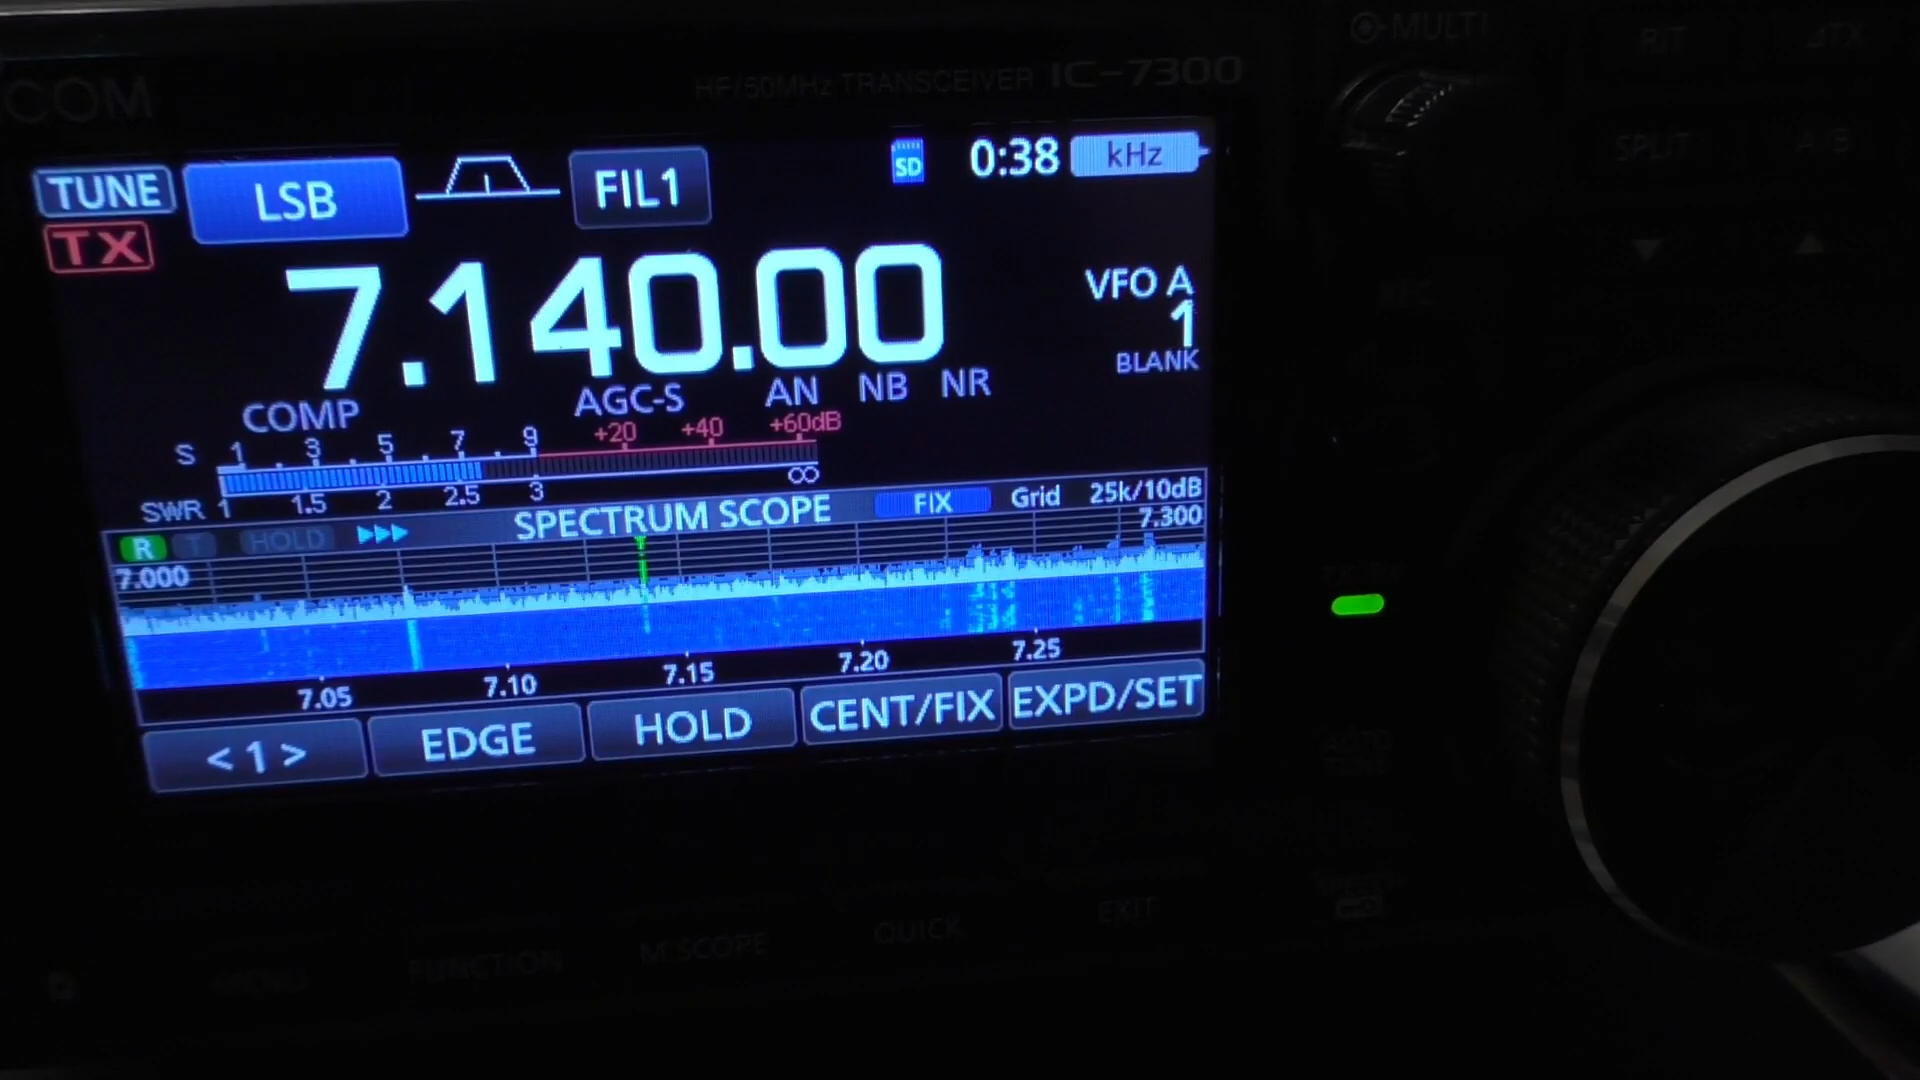 MULTI
COM HF/50MHz TRANSCEIVER IC-7300
RIT
SPLIT A/B
TUNE LSB FIL1 SD 0:38 kHz
TX
7.140.00 VFO A
1
BLANK
COMP AGC-S AN NB NR
S 1 3 5 7 9 +20 +40 +60dB
SWR 1 1.5 2 2.5 3 ∞
SPECTRUM SCOPE FIX Grid 25k/10dB
R T HOLD 7.300
7.000
7.05 7.10 7.15 7.20 7.25
< 1 > EDGE HOLD CENT/FIX EXPD/SET
MENU FUNCTION M.SCOPE QUICK EXIT